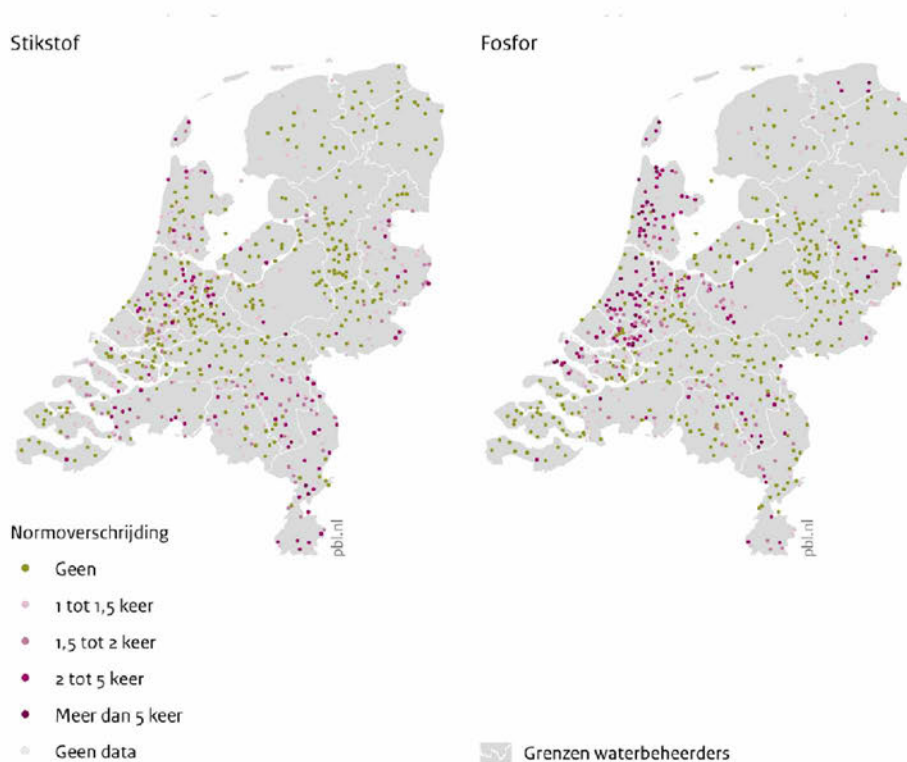 Stikstof
Fosfor
pbl.nl
pbl.nl
Normoverschrijding
Geen
1 tot 1,5 keer
1,5 tot 2 keer
2 tot 5 keer
Meer dan 5 keer
Geen data
Grenzen waterbeheerders